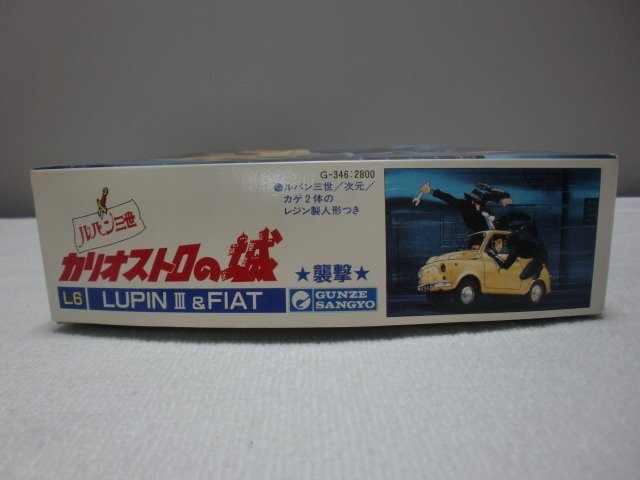 G-346:2800
●ルパン三世/次元/
カゲ2体の
レジン製人形つき
ルパン三世
カリオストロの城
★襲撃★
L6 LUPIN III & FIAT
GUNZE
SANGYO